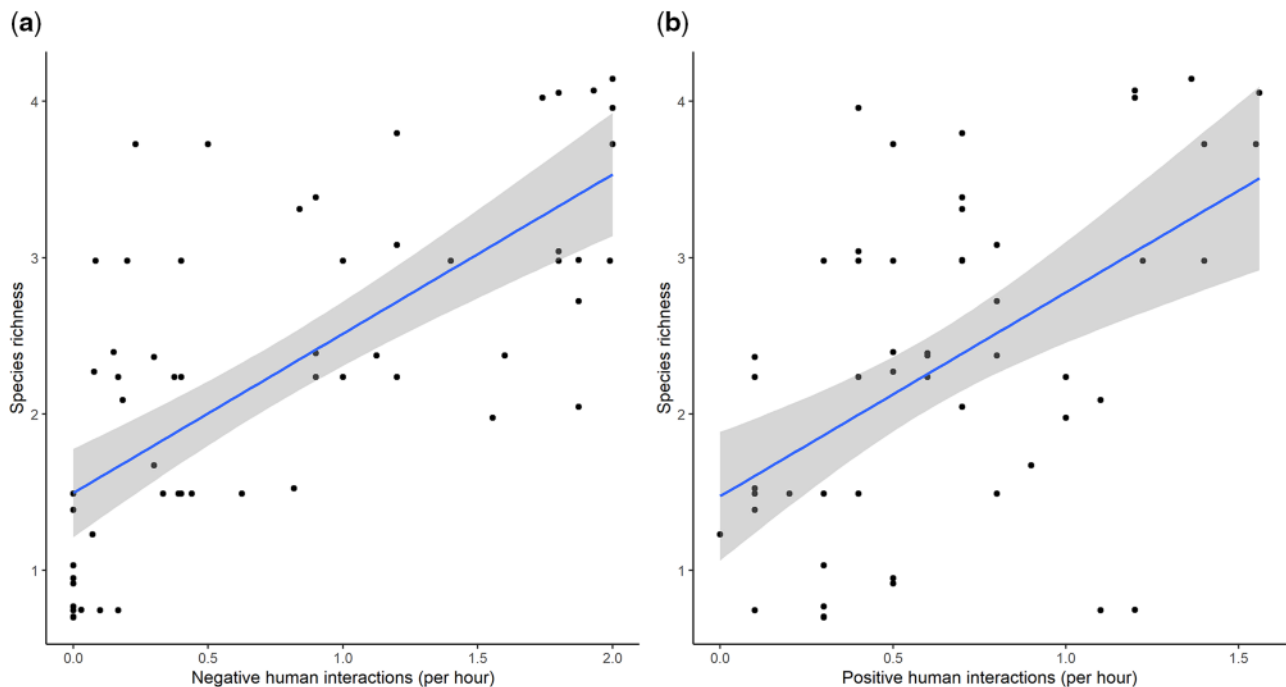 (a)
Species richness
4
3
2
1
0.0 0.5 1.0 1.5 2.0
Negative human interactions (per hour)
(b)
Species richness
4
3
2
1
0.0 0.5 1.0 1.5
Positive human interactions (per hour)